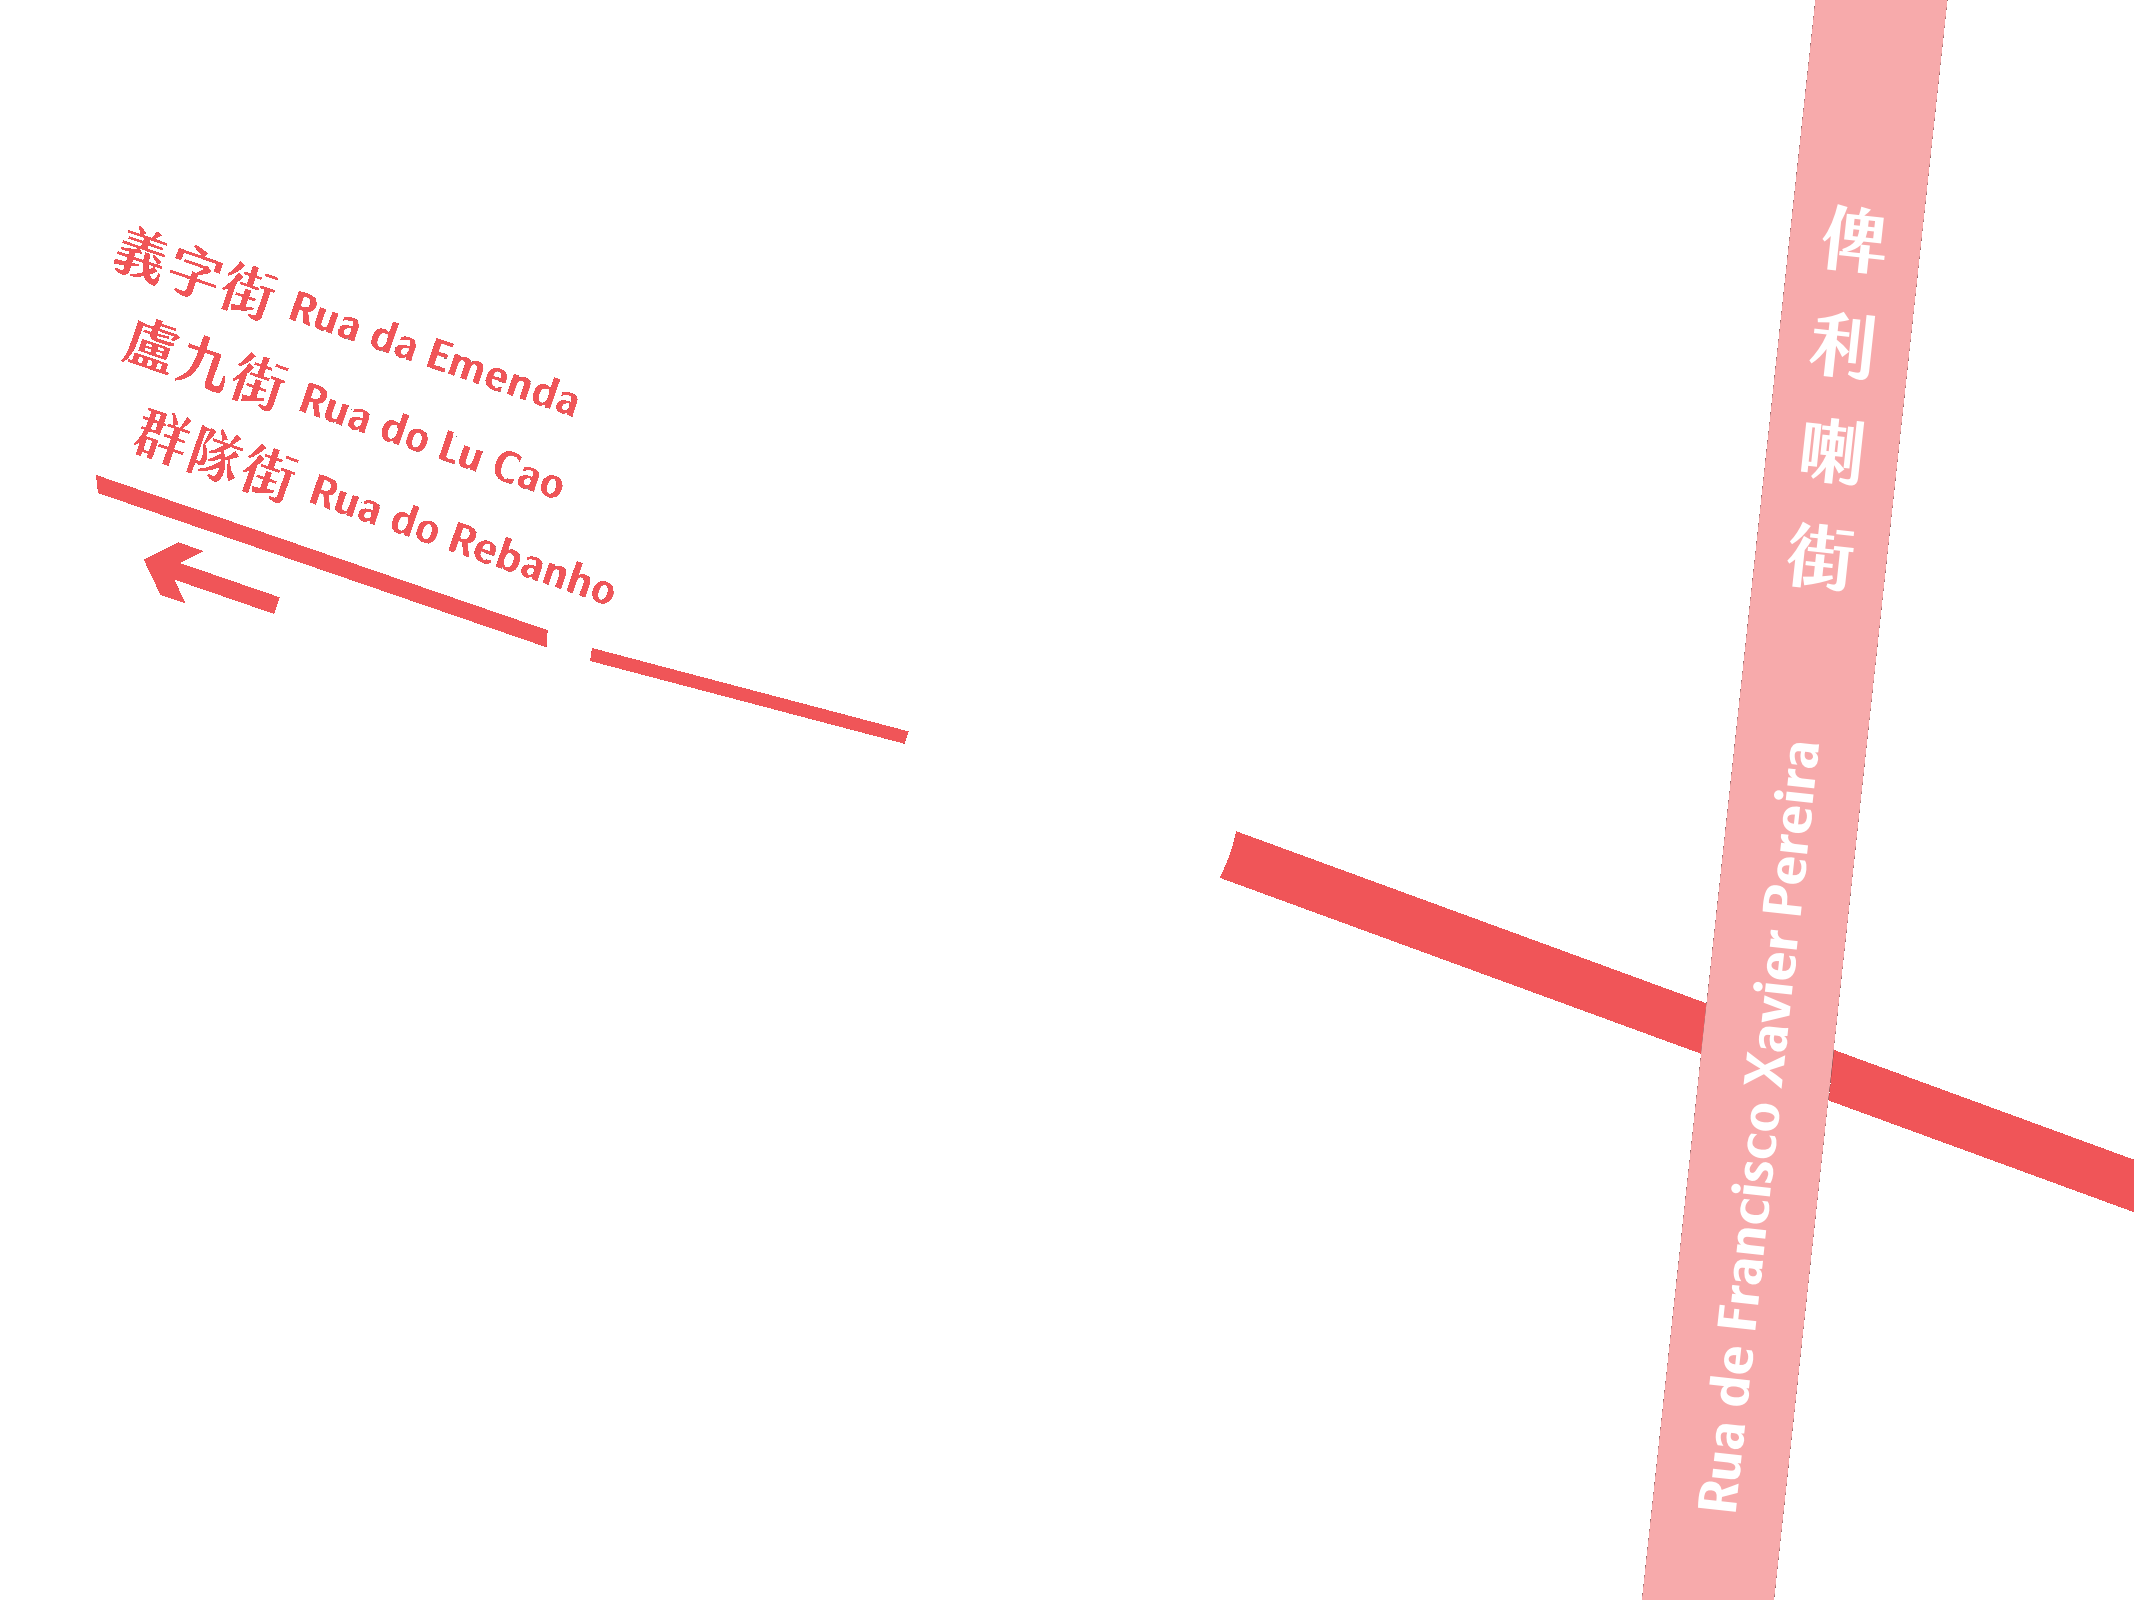 義字街 Rua da Emenda
盧九街 Rua do Lu Cao
群隊街 Rua do Rebanho
俾利喇街
Rua de Francisco Xavier Pereira